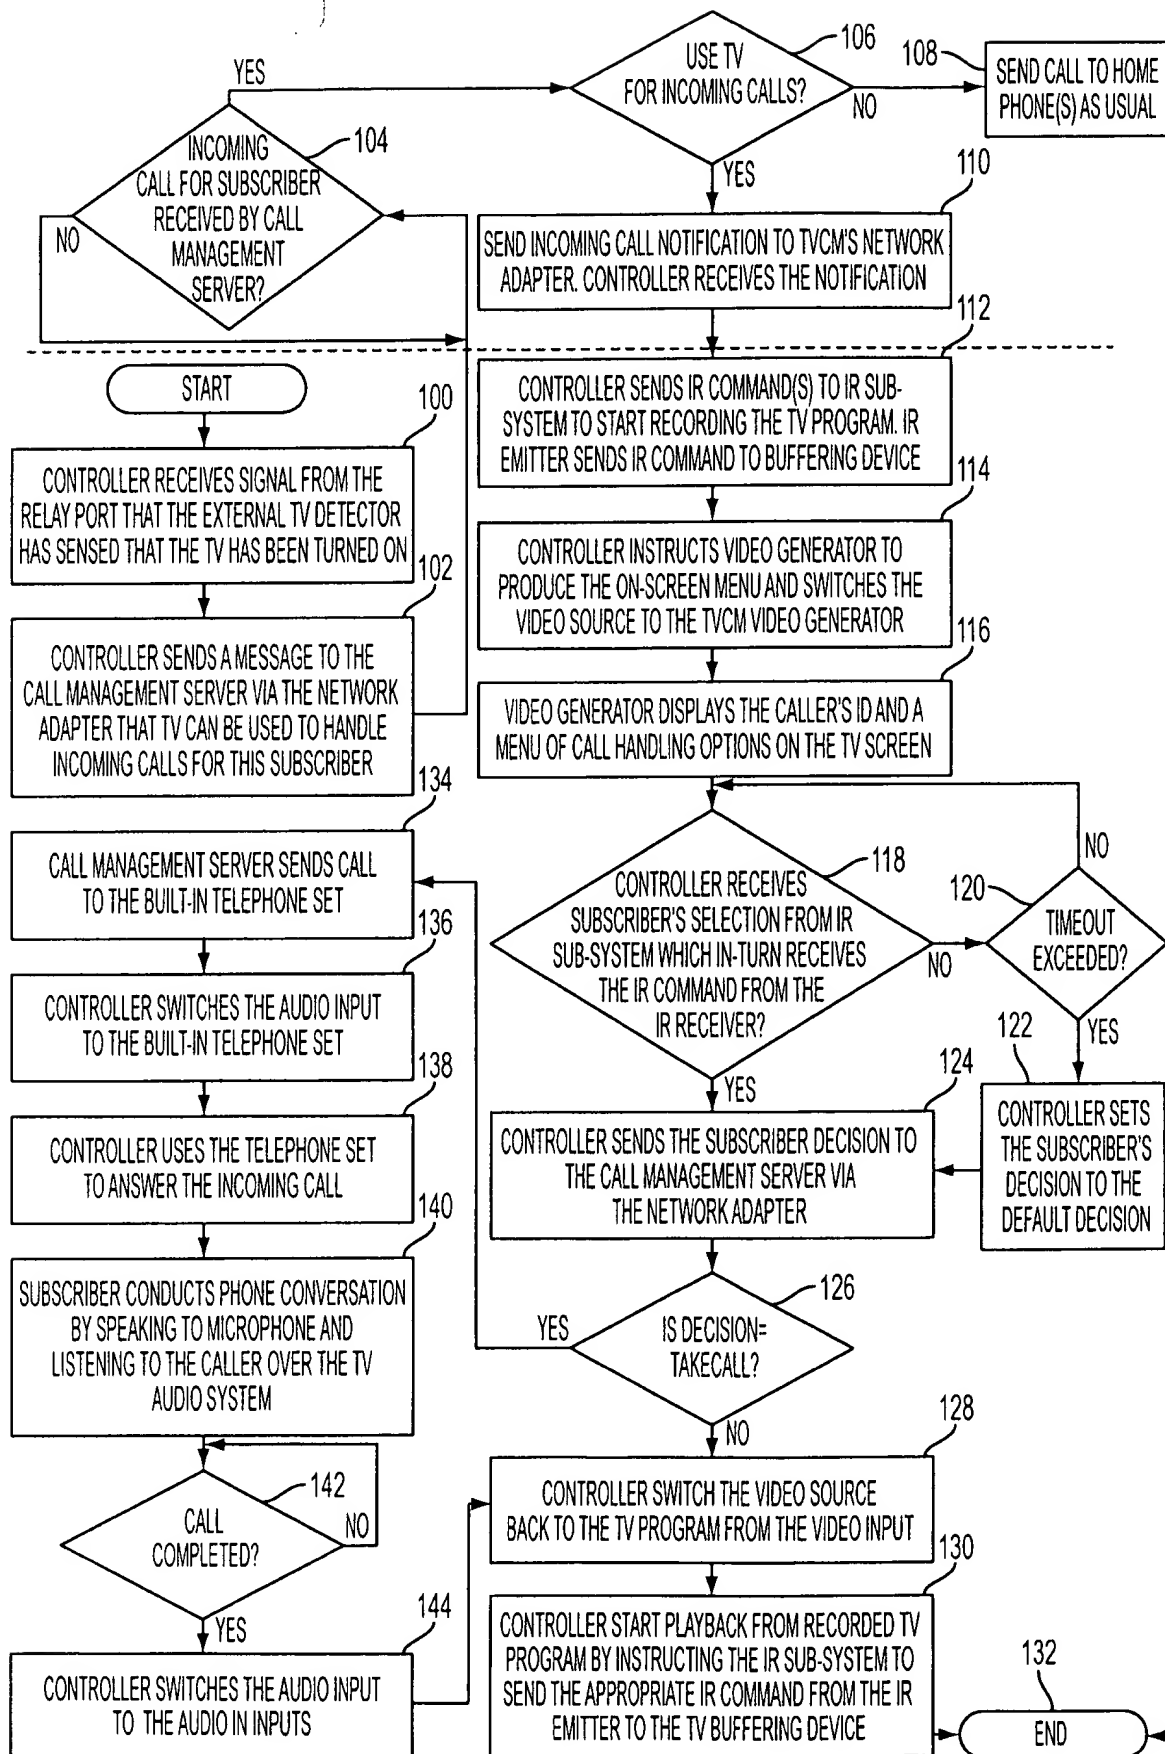 USE TV
FOR INCOMING CALLS?
106
108
SEND CALL TO HOME
PHONE(S) AS USUAL
YES
NO
YES
INCOMING
CALL FOR SUBSCRIBER
RECEIVED BY CALL
MANAGEMENT
SERVER?
104
NO
110
SEND INCOMING CALL NOTIFICATION TO TVCM'S NETWORK
ADAPTER. CONTROLLER RECEIVES THE NOTIFICATION
112
CONTROLLER SENDS IR COMMAND(S) TO IR SUB-
SYSTEM TO START RECORDING THE TV PROGRAM. IR
EMITTER SENDS IR COMMAND TO BUFFERING DEVICE
START
100
CONTROLLER RECEIVES SIGNAL FROM THE
RELAY PORT THAT THE EXTERNAL TV DETECTOR
HAS SENSED THAT THE TV HAS BEEN TURNED ON
114
CONTROLLER INSTRUCTS VIDEO GENERATOR TO
PRODUCE THE ON-SCREEN MENU AND SWITCHES THE
VIDEO SOURCE TO THE TVCM VIDEO GENERATOR
102
CONTROLLER SENDS A MESSAGE TO THE
CALL MANAGEMENT SERVER VIA THE NETWORK
ADAPTER THAT TV CAN BE USED TO HANDLE
INCOMING CALLS FOR THIS SUBSCRIBER
116
VIDEO GENERATOR DISPLAYS THE CALLER'S ID AND A
MENU OF CALL HANDLING OPTIONS ON THE TV SCREEN
134
CALL MANAGEMENT SERVER SENDS CALL
TO THE BUILT-IN TELEPHONE SET
118
CONTROLLER RECEIVES
SUBSCRIBER'S SELECTION FROM IR
SUB-SYSTEM WHICH IN-TURN RECEIVES
THE IR COMMAND FROM THE
IR RECEIVER?
NO
YES
120
NO
TIMEOUT
EXCEEDED?
YES
136
CONTROLLER SWITCHES THE AUDIO INPUT
TO THE BUILT-IN TELEPHONE SET
122
CONTROLLER SETS
THE SUBSCRIBER'S
DECISION TO THE
DEFAULT DECISION
124
CONTROLLER SENDS THE SUBSCRIBER DECISION TO
THE CALL MANAGEMENT SERVER VIA
THE NETWORK ADAPTER
138
CONTROLLER USES THE TELEPHONE SET
TO ANSWER THE INCOMING CALL
140
SUBSCRIBER CONDUCTS PHONE CONVERSATION
BY SPEAKING TO MICROPHONE AND
LISTENING TO THE CALLER OVER THE TV
AUDIO SYSTEM
126
YES
IS DECISION=
TAKECALL?
NO
128
CONTROLLER SWITCH THE VIDEO SOURCE
BACK TO THE TV PROGRAM FROM THE VIDEO INPUT
142
CALL
COMPLETED?
NO
YES
130
CONTROLLER START PLAYBACK FROM RECORDED TV
PROGRAM BY INSTRUCTING THE IR SUB-SYSTEM TO
SEND THE APPROPRIATE IR COMMAND FROM THE IR
EMITTER TO THE TV BUFFERING DEVICE
144
CONTROLLER SWITCHES THE AUDIO INPUT
TO THE AUDIO IN INPUTS
132
END